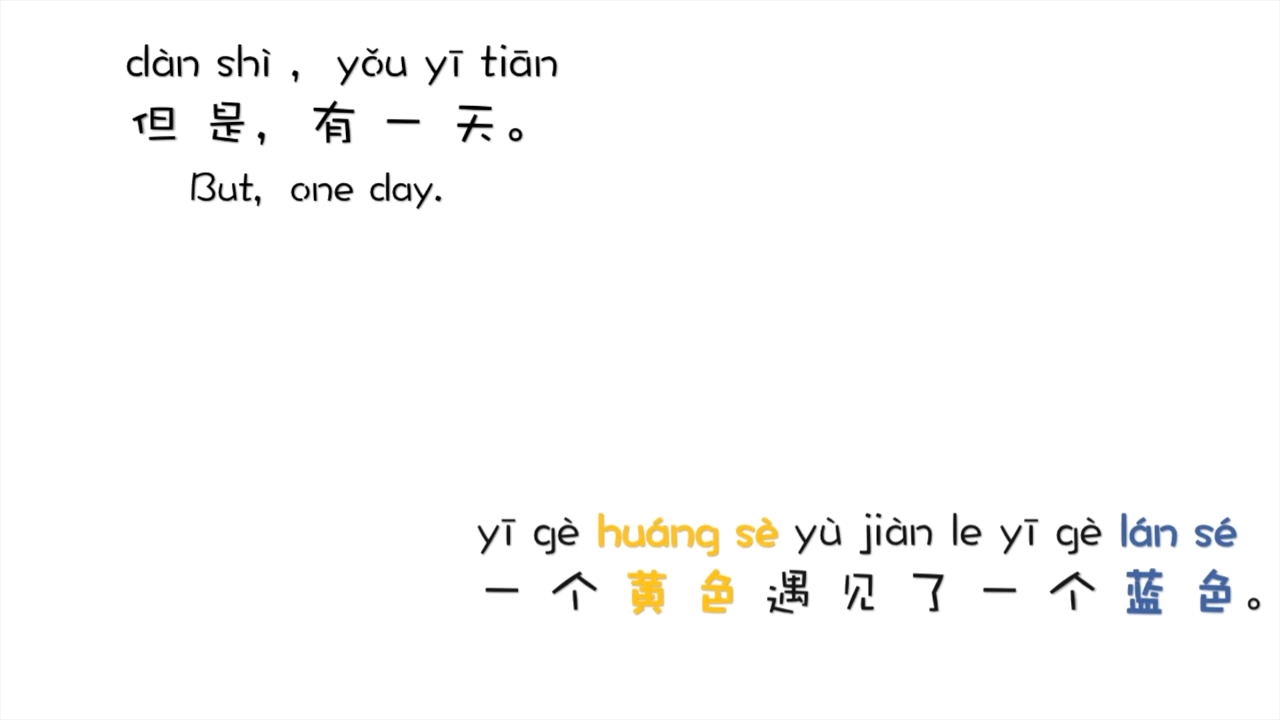 dàn shì ， yǒu yī tiān
但 是， 有 一 天。
But, one day.
yī gè huáng sè yù jiàn le yī gè lán sé
一 个 黄 色 遇 见 了 一 个 蓝 色。